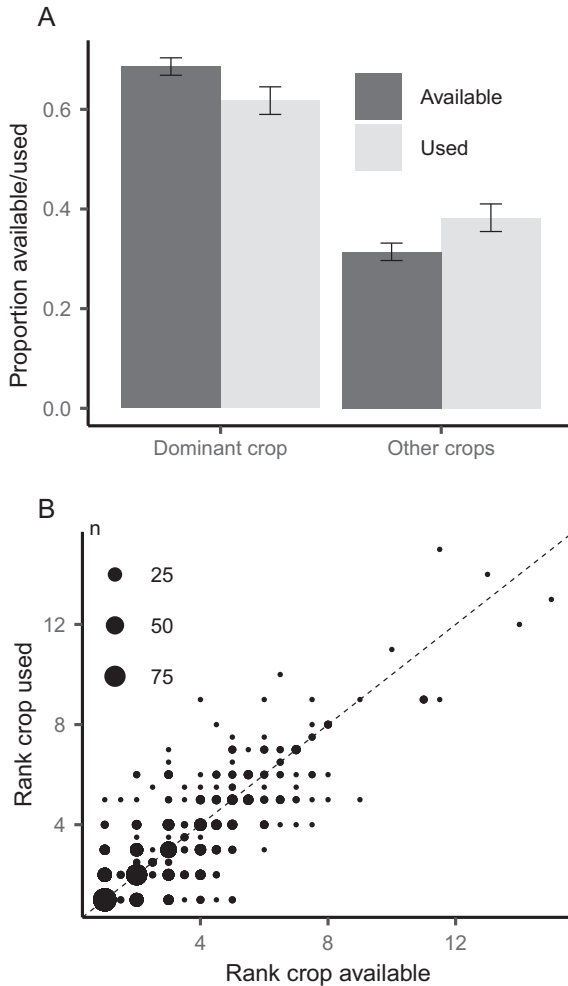 A
Proportion available/used
0.6
0.4
0.2
0.0
Available
Used
Dominant crop
Other crops
B
n
25
50
75
Rank crop used
12
8
4
4
8
12
Rank crop available